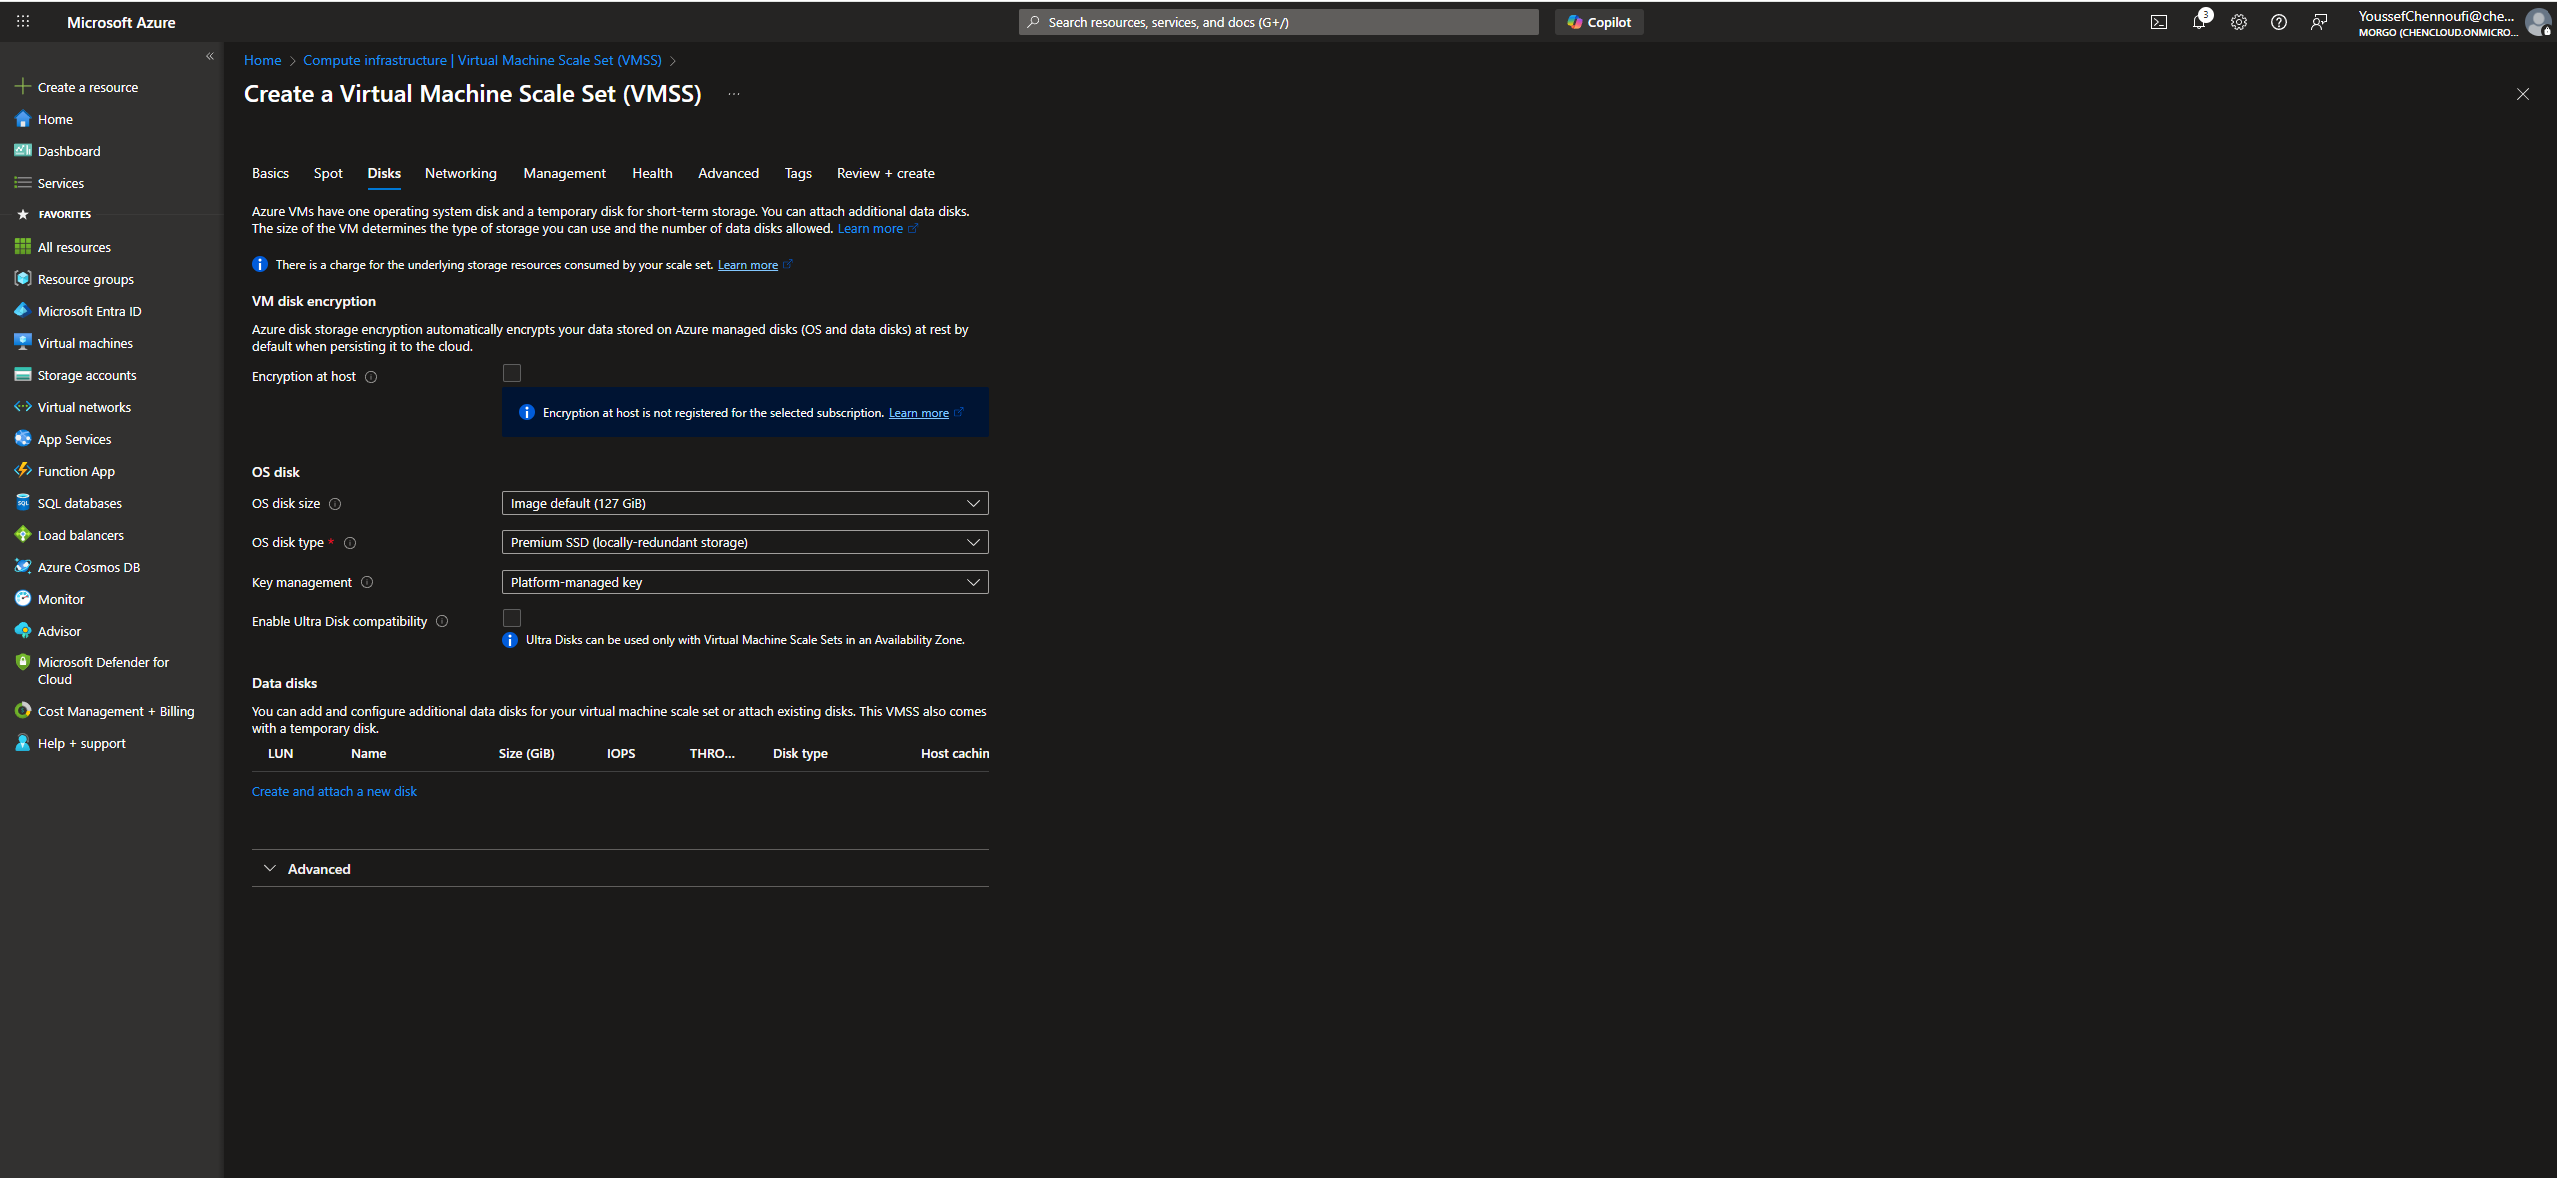 Microsoft Azure
Search resources, services, and docs (G+/)
Copilot
3
YoussefChennoufi@che...
MORGO (CHENCLOUD.ONMICRO...
Create a resource
Home
Dashboard
Services
FAVORITES
All resources
Resource groups
Microsoft Entra ID
Virtual machines
Storage accounts
Virtual networks
App Services
Function App
SQL databases
Load balancers
Azure Cosmos DB
Monitor
Advisor
Microsoft Defender for
Cloud
Cost Management + Billing
Help + support
Home > Compute infrastructure | Virtual Machine Scale Set (VMSS) >
Create a Virtual Machine Scale Set (VMSS) ...
Basics Spot Disks Networking Management Health Advanced Tags Review + create
Azure VMs have one operating system disk and a temporary disk for short-term storage. You can attach additional data disks.
The size of the VM determines the type of storage you can use and the number of data disks allowed. Learn more
There is a charge for the underlying storage resources consumed by your scale set. Learn more
VM disk encryption
Azure disk storage encryption automatically encrypts your data stored on Azure managed disks (OS and data disks) at rest by
default when persisting it to the cloud.
Encryption at host
Encryption at host is not registered for the selected subscription. Learn more
OS disk
OS disk size Image default (127 GiB)
OS disk type * Premium SSD (locally-redundant storage)
Key management Platform-managed key
Enable Ultra Disk compatibility
Ultra Disks can be used only with Virtual Machine Scale Sets in an Availability Zone.
Data disks
You can add and configure additional data disks for your virtual machine scale set or attach existing disks. This VMSS also comes
with a temporary disk.
LUN Name Size (GiB) IOPS THRO... Disk type Host cachin
Create and attach a new disk
Advanced